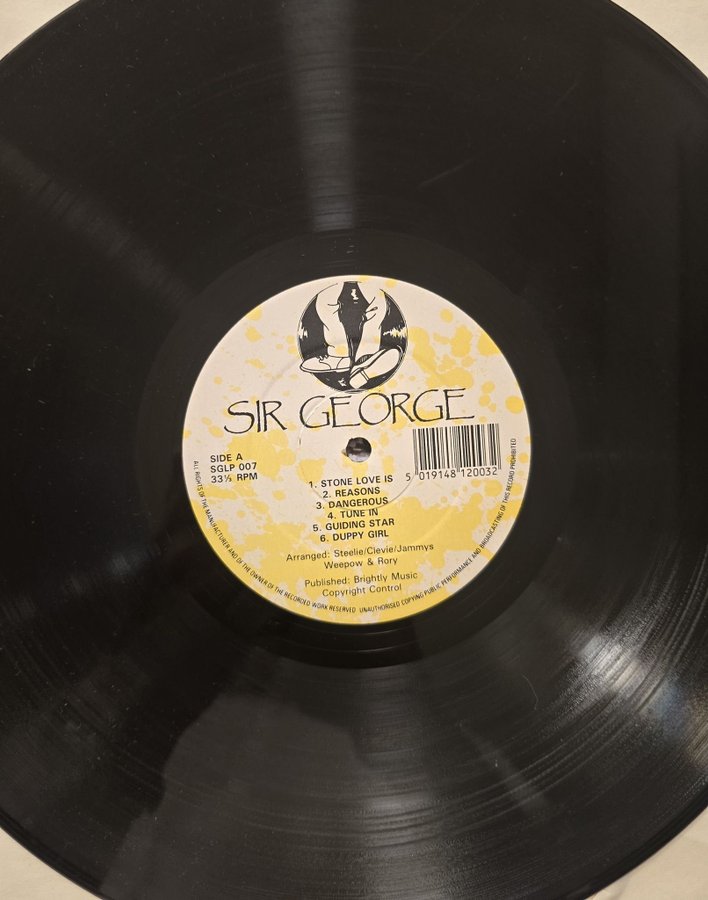 SIR GEORGE
SIDE A
SGLP 007
33⅓ RPM
5 019148 120032
1. STONE LOVE IS
2. REASONS
3. DANGEROUS
4. TUNE IN
5. GUIDING STAR
6. DUPPY GIRL
Arranged: Steelie/Clevie/Jammys
Weepow & Rory
Published: Brightly Music
Copyright Control
ALL RIGHTS OF THE MANUFACTURER AND OF THE OWNER OF THE RECORDED WORK RESERVED. UNAUTHORISED COPYING PUBLIC PERFORMANCE AND BROADCASTING OF THIS RECORD PROHIBITED